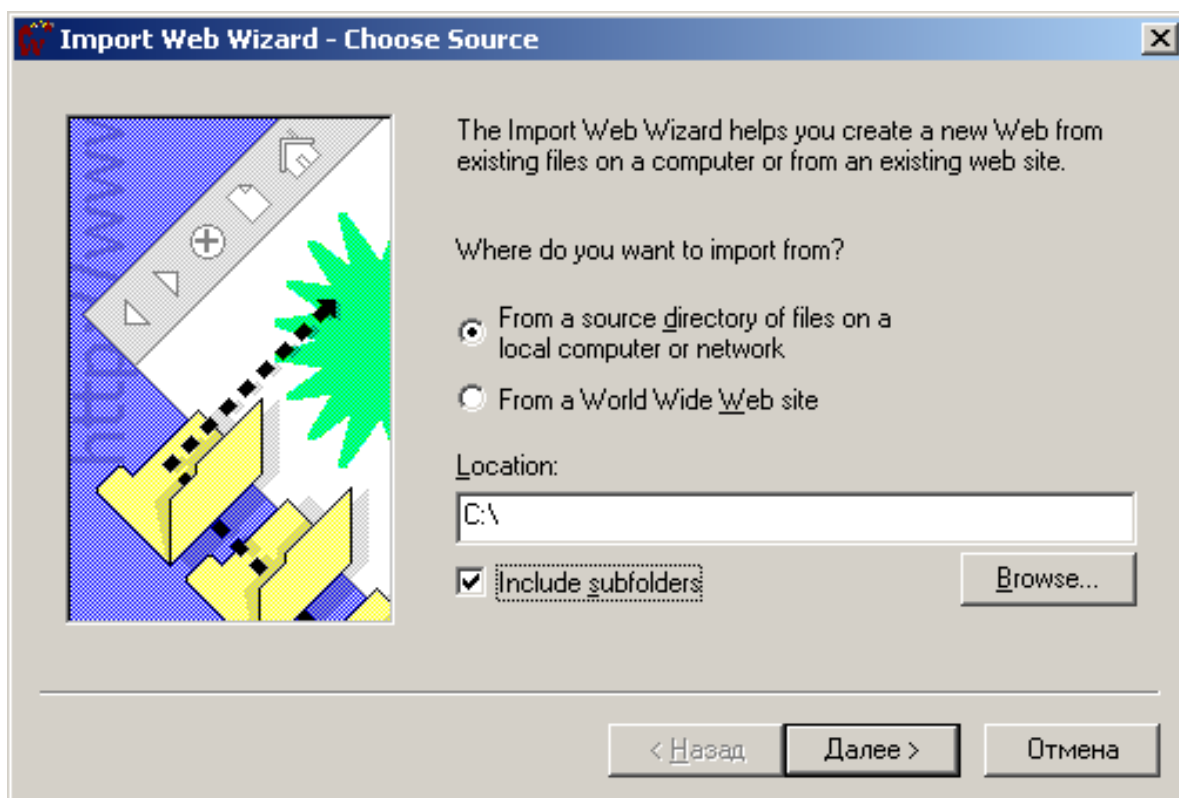 Import Web Wizard - Choose Source
The Import Web Wizard helps you create a new Web from
existing files on a computer or from an existing web site.
Where do you want to import from?
From a source directory of files on a
local computer or network
From a World Wide Web site
http://www
Location:
C:\
Include subfolders
Browse...
< Назад
Далее >
Отмена